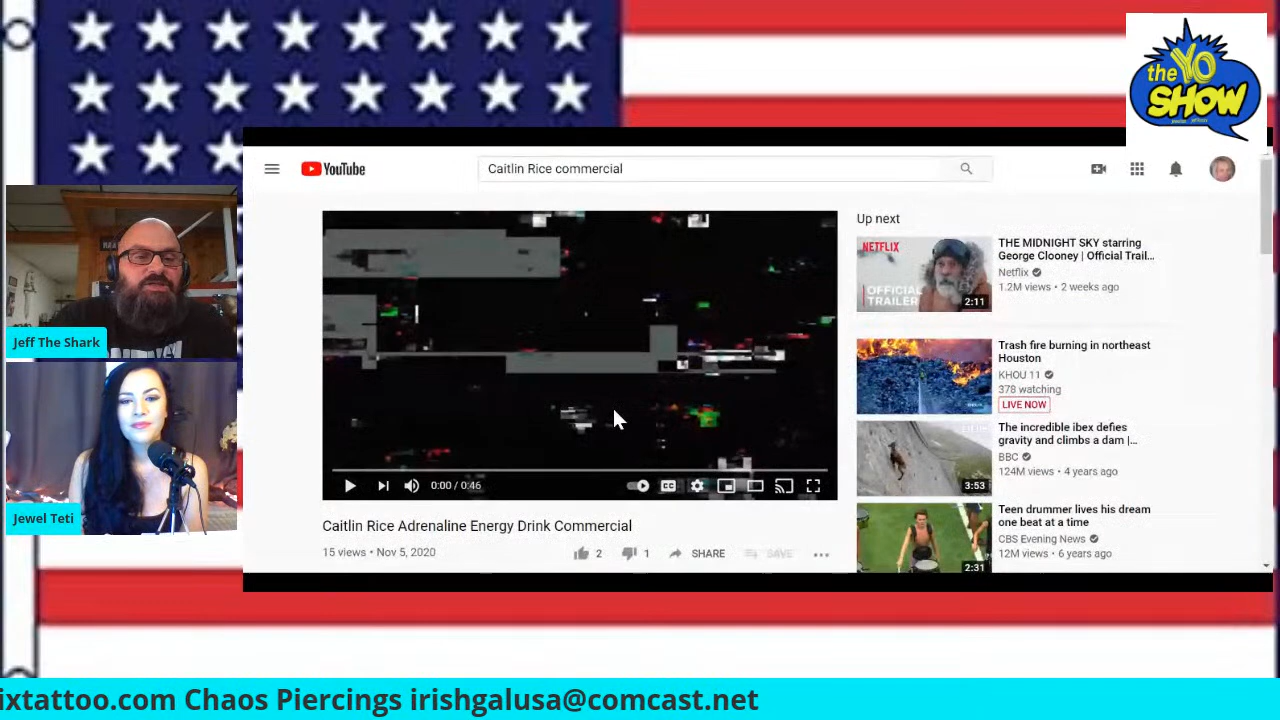 the YO
SHOW
YouTube
Caitlin Rice commercial
Up next
NETFLIX
OFFICIAL
TRAILER
2:11
THE MIDNIGHT SKY starring
George Clooney | Official Trail...
Netflix
1.2M views • 2 weeks ago
Trash fire burning in northeast
Houston
KHOU 11
378 watching
LIVE NOW
The incredible ibex defies
gravity and climbs a dam |...
BBC
124M views • 4 years ago
3:53
Teen drummer lives his dream
one beat at a time
CBS Evening News
12M views • 6 years ago
2:31
0:00 / 0:46
CC
Caitlin Rice Adrenaline Energy Drink Commercial
15 views • Nov 5, 2020
2
1
SHARE
SAVE
Jeff The Shark
Jewel Teti
ixtattoo.com Chaos Piercings irishgalusa@comcast.net